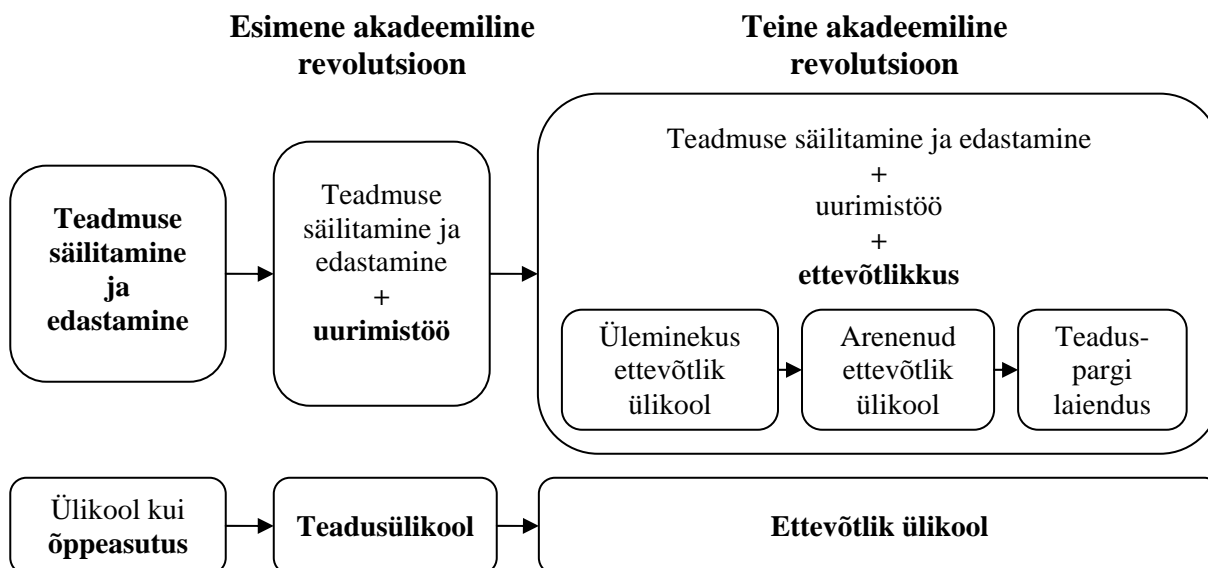 Esimene akadeemiline
revolutsioon
Teine akadeemiline
revolutsioon
Teadmuse
säilitamine
ja
edastamine
Teadmuse
säilitamine ja
edastamine
+
uurimistöö
Teadmuse säilitamine ja edastamine
+
uurimistöö
+
ettevõtlikkus
Üleminekus
ettevõtlik
ülikool
Arenenud
ettevõtlik
ülikool
Teadus-
pargi
laiendus
Ülikool kui
õppeasutus
Teadusülikool
Ettevõtlik ülikool